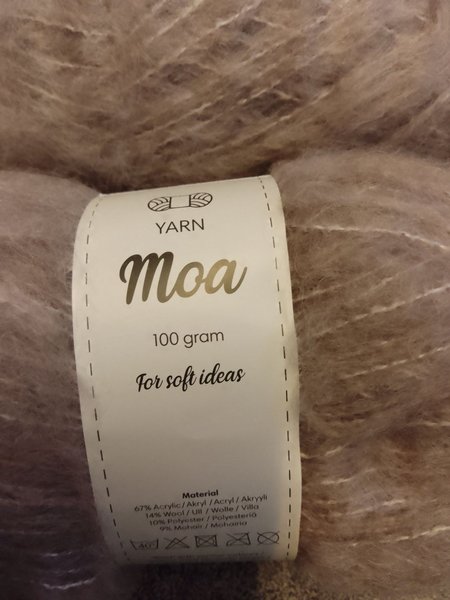 YARN
Moa
100 gram
For soft ideas
Material
67% Acrylic / Akryl / Acryl / Akryyli
14% Wool / Ull / Wolle / Villa
10% Polyester / Polyesteriä
9% Mohair / Mohairia